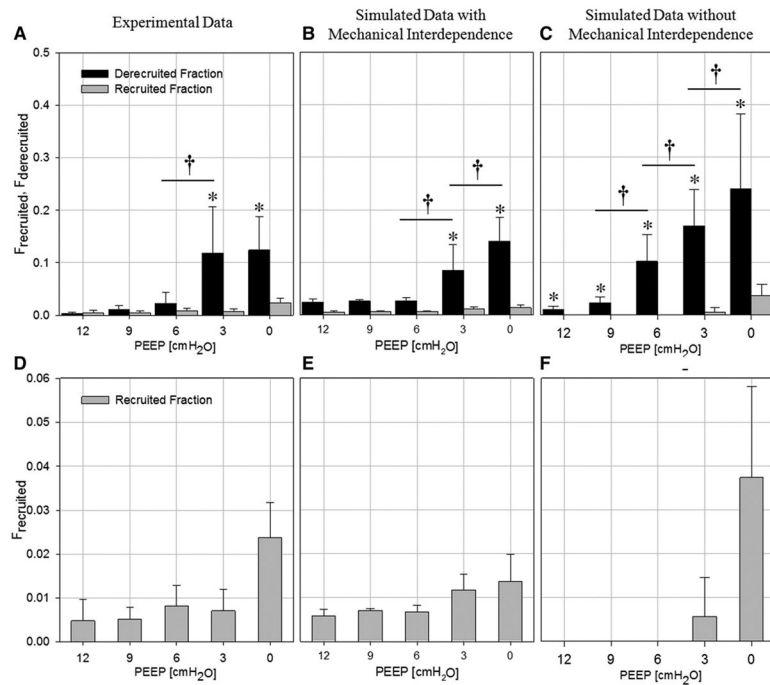 Experimental Data
Simulated Data with
Mechanical Interdependence
Simulated Data without
Mechanical Interdependence
A
B
C
0.5
0.4
0.3
0.2
0.1
0.0
Frecruited, Fderecruited
Derecruited Fraction
Recruited Fraction
†
*
*
†
†
*
*
†
†
†
*
*
*
*
*
12 9 6 3 0
PEEP [cmH2O]
12 9 6 3 0
PEEP [cmH2O]
12 9 6 3 0
PEEP [cmH2O]
D
E
F
0.06
0.05
0.04
0.03
0.02
0.01
0.00
Frecruited
Recruited Fraction
12 9 6 3 0
PEEP [cmH2O]
12 9 6 3 0
PEEP [cmH2O]
12 9 6 3 0
PEEP [cmH2O]